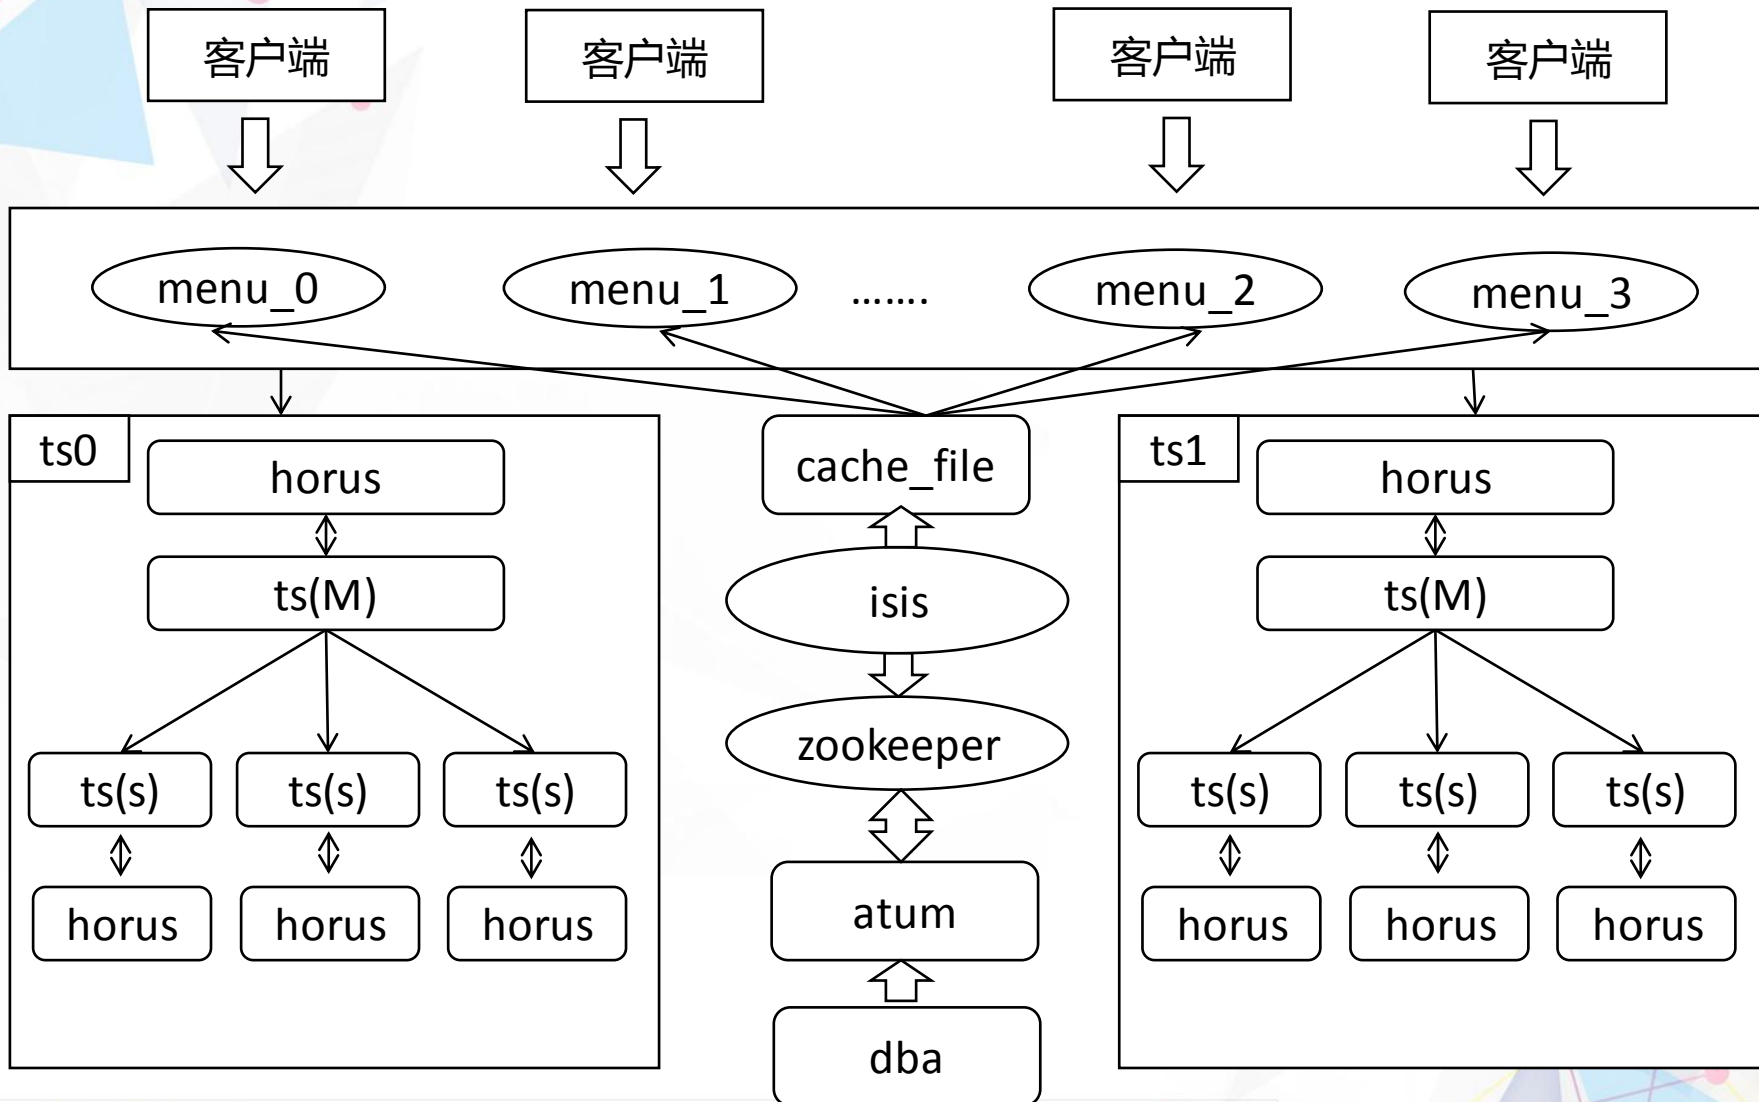 客户端 客户端 客户端 客户端
menu_0 menu_1 ....... menu_2 menu_3
ts0
horus
ts(M)
ts(s) ts(s) ts(s)
horus horus horus
cache_file
isis
zookeeper
atum
dba
ts1
horus
ts(M)
ts(s) ts(s) ts(s)
horus horus horus